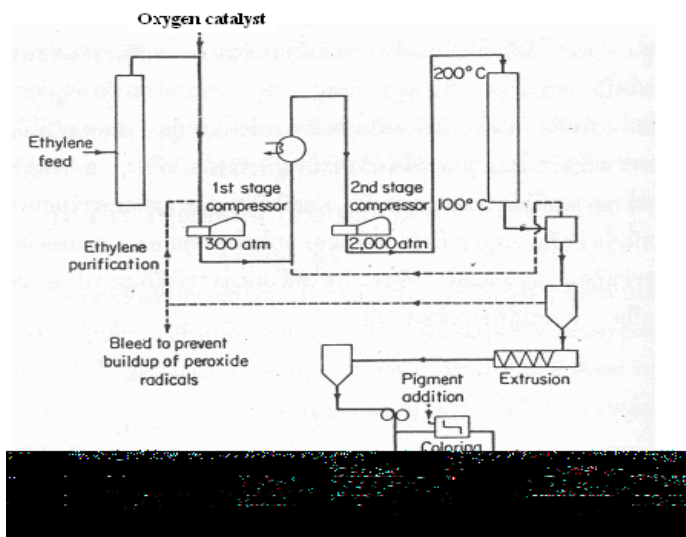 Oxygen catalyst
200°C
Ethylene
feed
1st stage
compressor
300 atm
2nd stage
compressor
2,000 atm
100°C
Ethylene
purification
Bleed to prevent
buildup of peroxide
radicals
Extrusion
Pigment
addition
Coloring